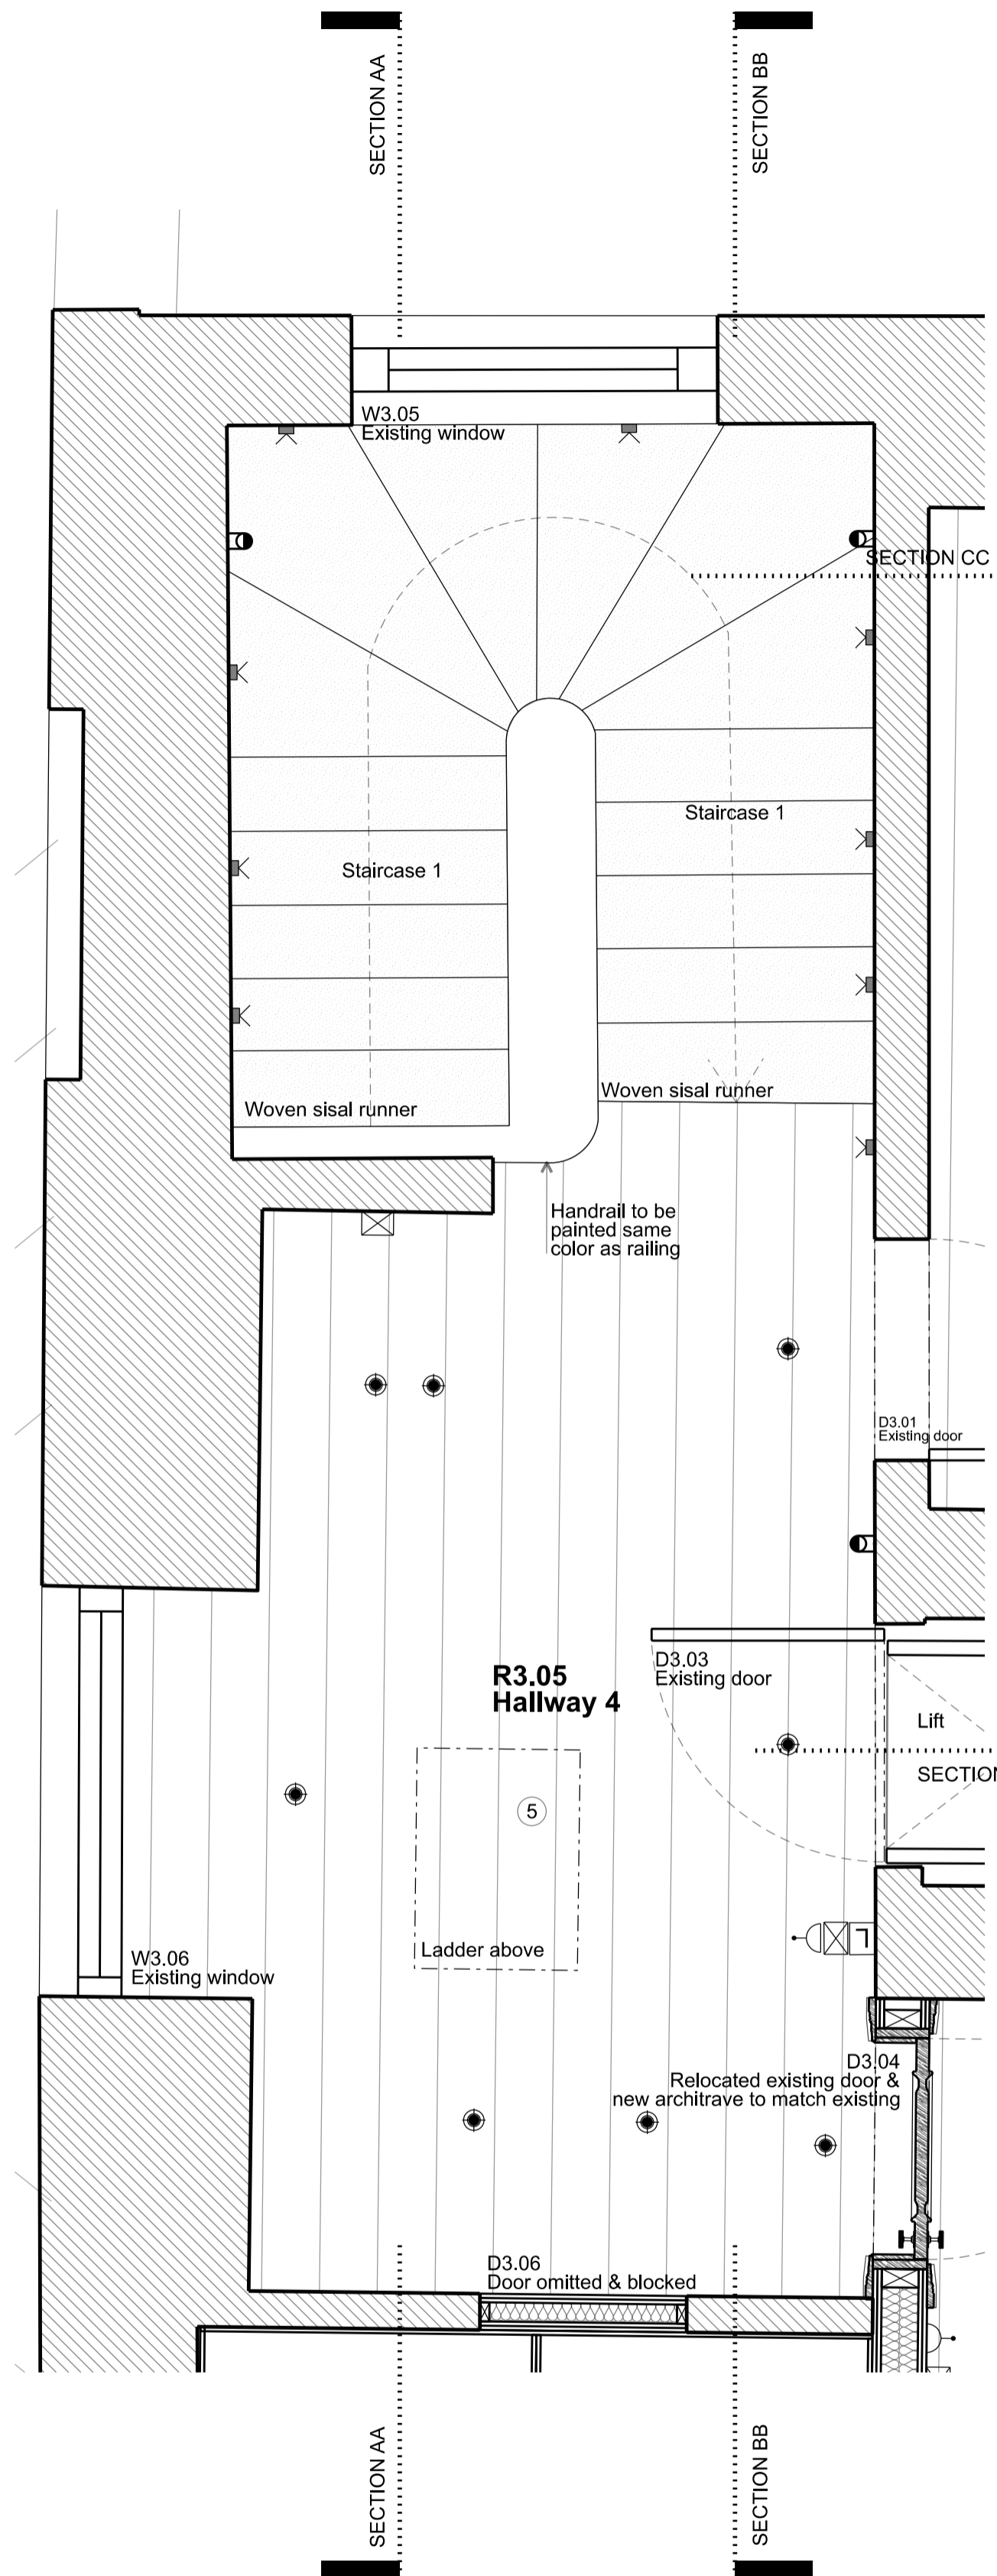 SECTION AA
SECTION BB
W3.05
Existing window
SECTION CC
Staircase 1
Staircase 1
Woven sisal runner
Woven sisal runner
Handrail to be
painted same
color as railing
D3.01
Existing door
D3.03
Existing door
R3.05
Hallway 4
Lift
SECTION
5
Ladder above
W3.06
Existing window
L
D3.04
Relocated existing door &
new architrave to match existing
D3.06
Door omitted & blocked
SECTION AA
SECTION BB